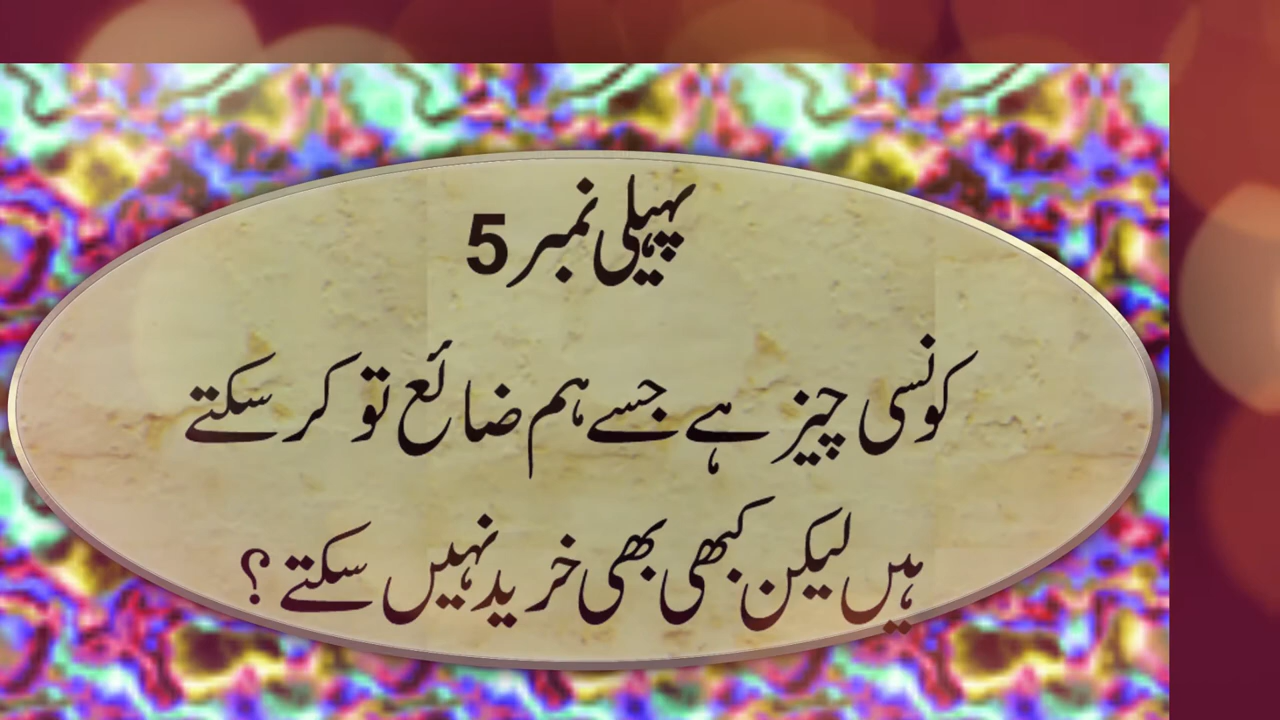 پہیلی نمبر 5
کونسی چیز ہے جسے ہم ضائع تو کر سکتے
ہیں لیکن کبھی بھی خرید نہیں سکتے؟